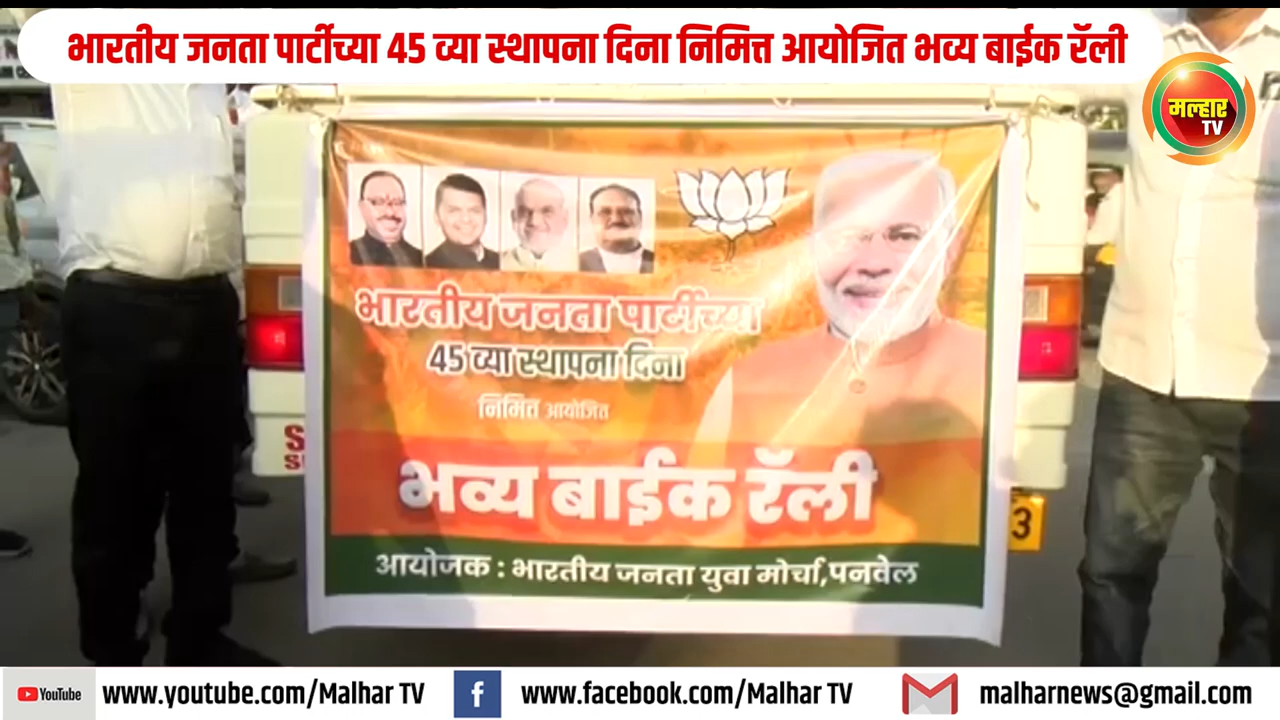 भारतीय जनता पार्टीच्या 45 व्या स्थापना दिना निमित्त आयोजित भव्य बाईक रॅली
मल्हार
TV
भारतीय जनता पार्टीच्या
45 व्या स्थापना दिना
निमित्त आयोजित
भव्य बाईक रॅली
आयोजक : भारतीय जनता युवा मोर्चा,पनवेल
3
YouTube www.youtube.com/Malhar TV f www.facebook.com/Malhar TV malharnews@gmail.com